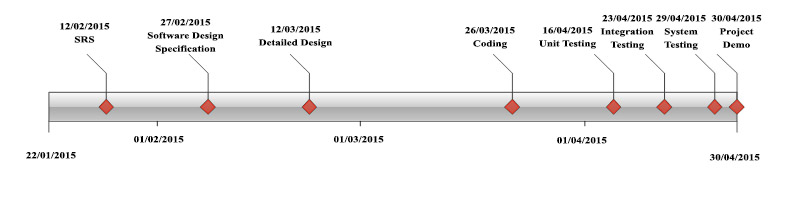 12/02/2015
SRS
27/02/2015
Software Design
Specification
12/03/2015
Detailed Design
26/03/2015
Coding
16/04/2015
Unit Testing
23/04/2015
Integration
Testing
29/04/2015
System
Testing
30/04/2015
Project
Demo
22/01/2015
01/02/2015
01/03/2015
01/04/2015
30/04/2015